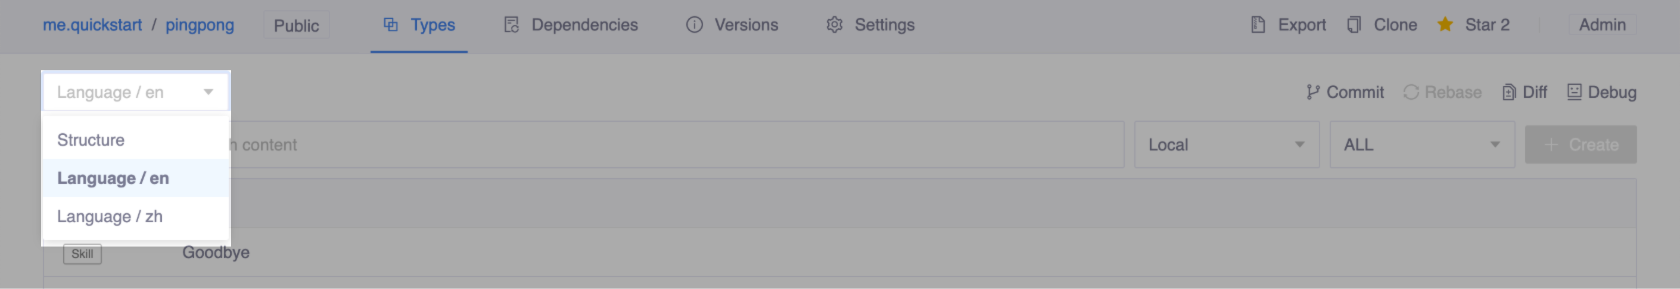 me.quickstart / pingpong Public Types Dependencies Versions Settings Export Clone Star 2 Admin
Language / en Commit Rebase Diff Debug
Structure
content Local ALL + Create
Language / en
Language / zh
Skill Goodbye